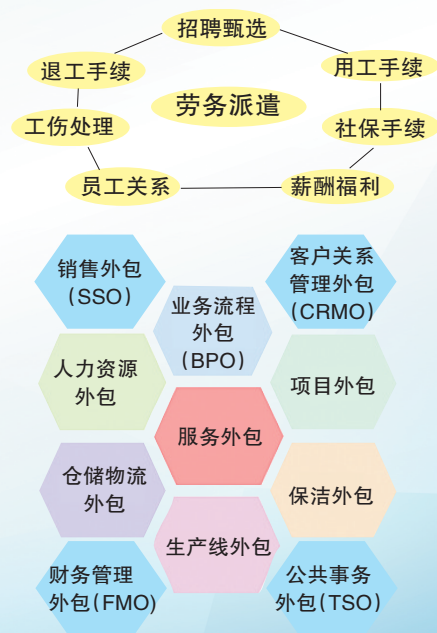 招聘甄选
退工手续
用工手续
劳务派遣
工伤处理
社保手续
员工关系
薪酬福利
销售外包
(SSO)
客户关系
管理外包
(CRMO)
业务流程
外包
(BPO)
人力资源
外包
项目外包
服务外包
仓储物流
外包
保洁外包
生产线外包
财务管理
外包(FMO)
公共事务
外包(TSO)